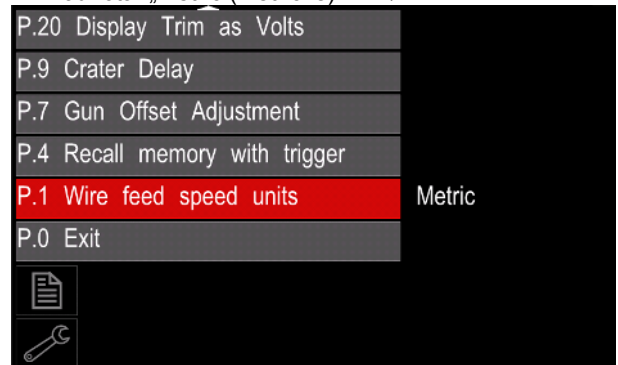 P.20 Display Trim as Volts
P.9 Crater Delay
P.7 Gun Offset Adjustment
P.4 Recall memory with trigger
P.1 Wire feed speed units Metric
P.0 Exit